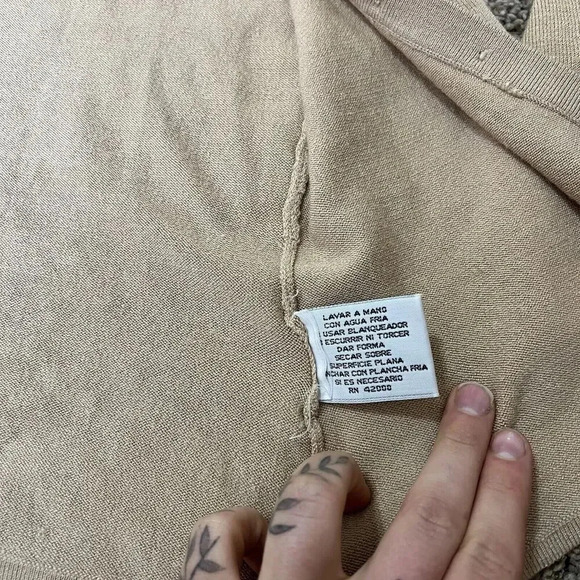 LAVAR A MANO
CON AGUA FRIA
USAR BLANQUEADOR
ESCURRIR NI TORCER
DAR FORMA
SECAR SOBRE
SUPERFICIE PLANA
CON PLANCHA FRIA
SI ES NECESARIO
RN 42000